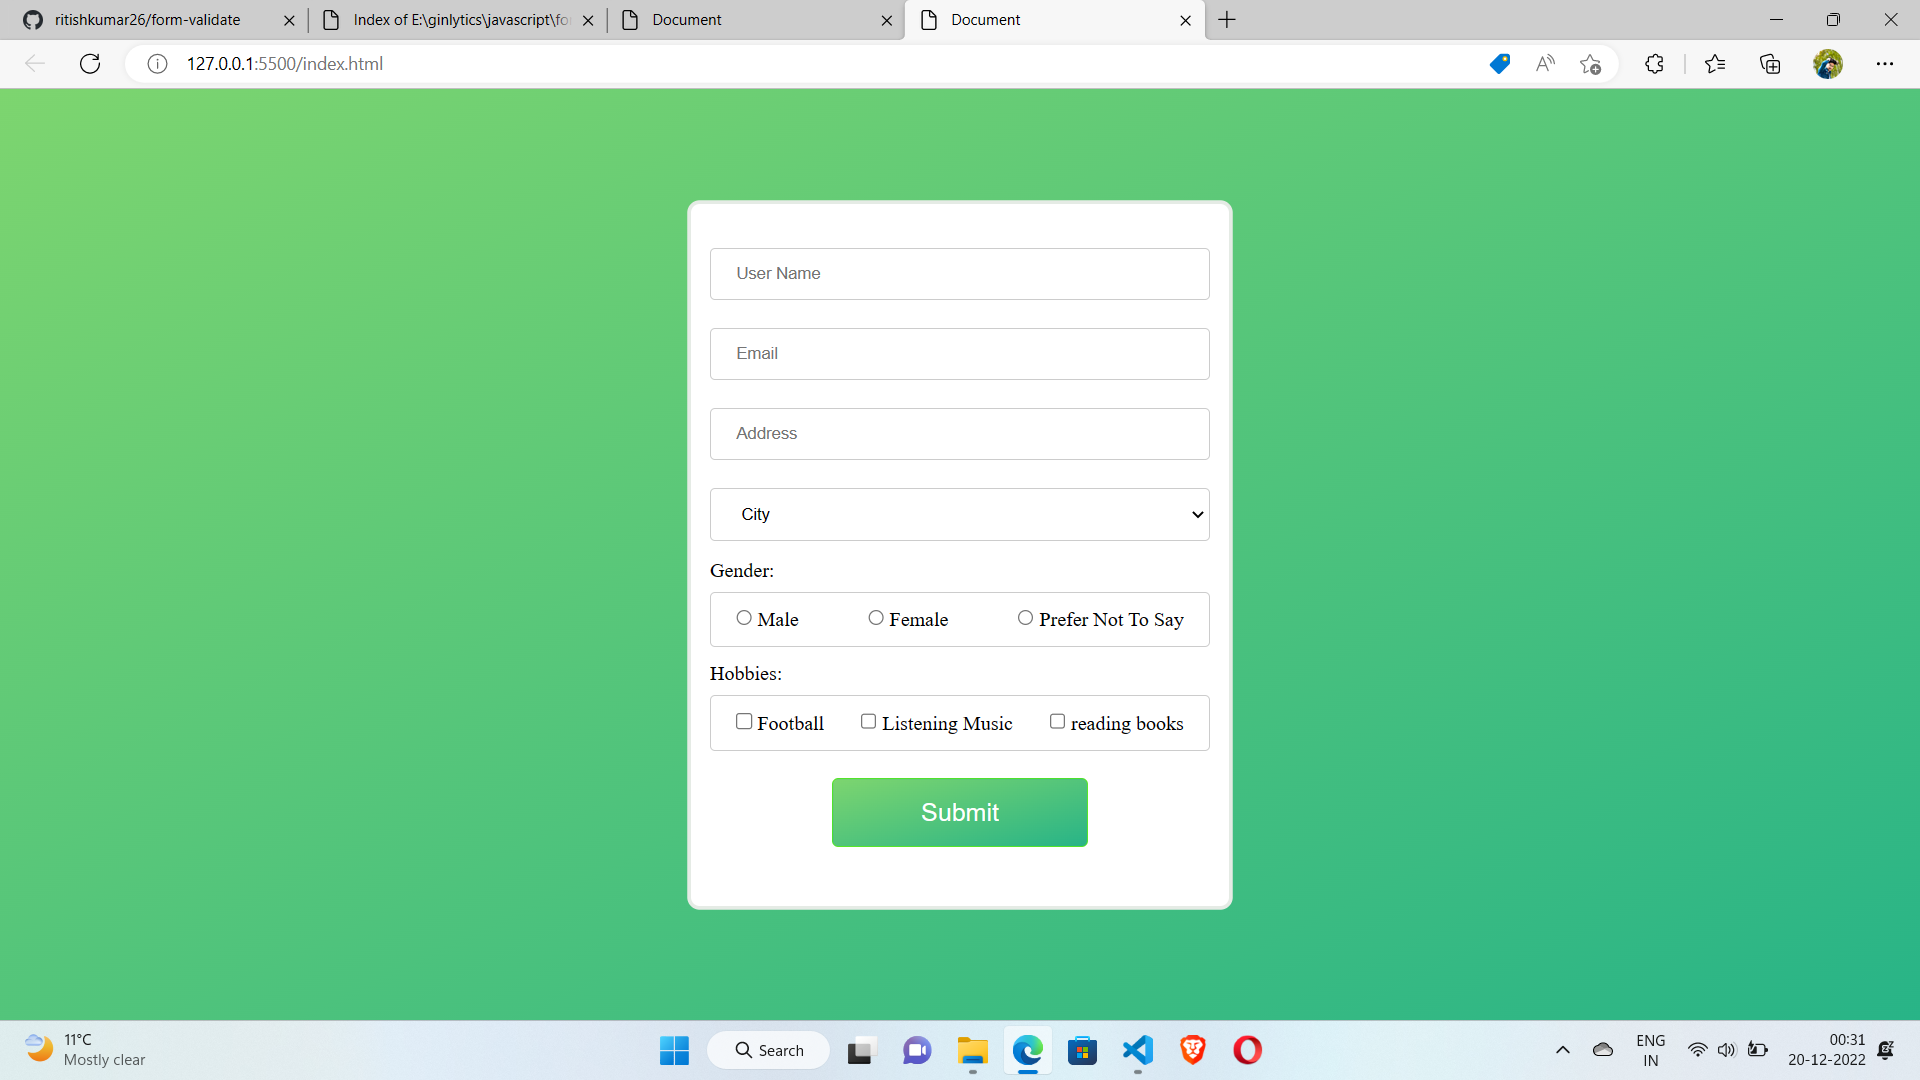 ritishkumar26/form-validate
Index of E:\ginlytics\javascript\fo
Document
Document
127.0.0.1:5500/index.html
User Name
Email
Address
City
Gender:
Male Female Prefer Not To Say
Hobbies:
Football Listening Music reading books
Submit
11°C
Mostly clear
Search
ENG
IN
00:31
20-12-2022